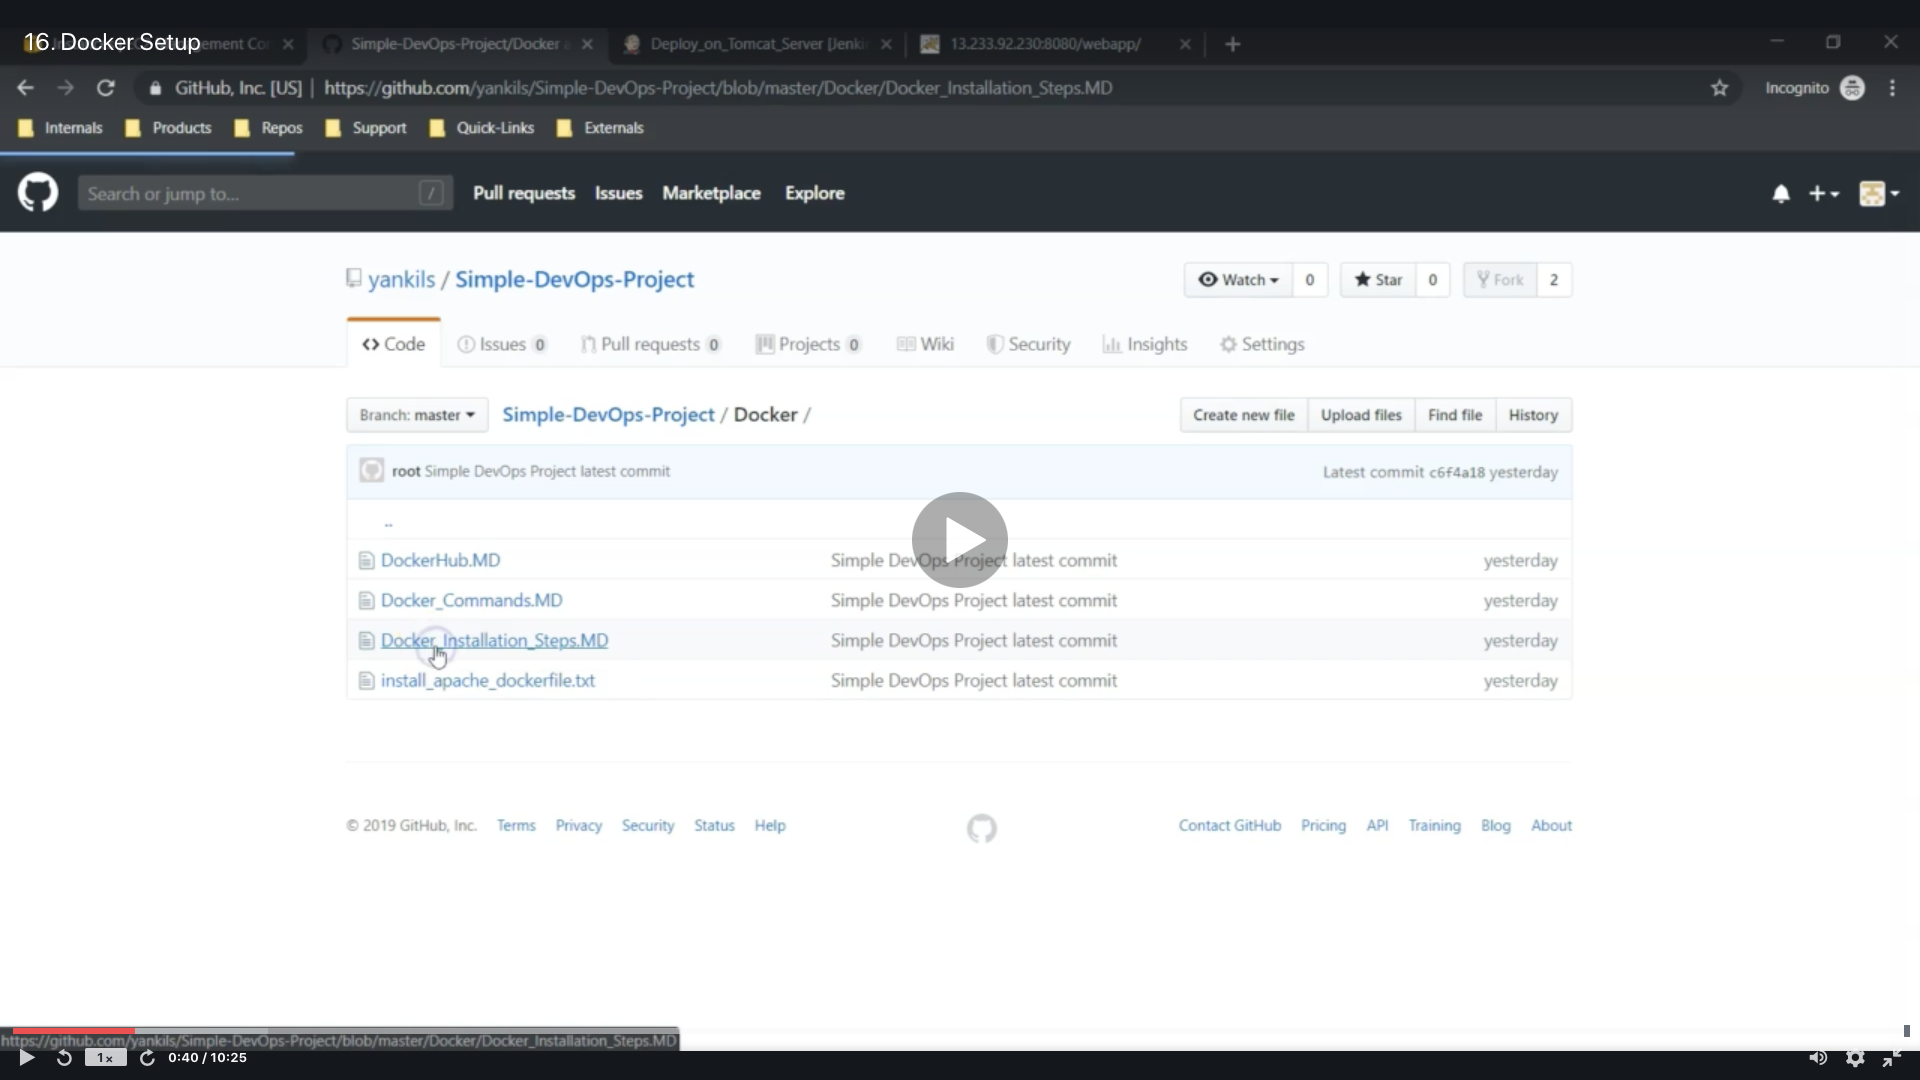 16. Docker Setup
Simple-DevOps-Project/Docker
Deploy_on_Tomcat_Server [Jenki
13.233.92.230:8080/webapp/
GitHub, Inc. [US] | https://github.com/yankils/Simple-DevOps-Project/blob/master/Docker/Docker_Installation_Steps.MD
Incognito
Internals Products Repos Support Quick-Links Externals
Search or jump to... /
Pull requests Issues Marketplace Explore
yankils / Simple-DevOps-Project
Watch 0 Star 0 Fork 2
Code Issues 0 Pull requests 0 Projects 0 Wiki Security Insights Settings
Branch: master Simple-DevOps-Project / Docker /
Create new file Upload files Find file History
root Simple DevOps Project latest commit Latest commit c6f4a18 yesterday
..
DockerHub.MD Simple DevOps Project latest commit yesterday
Docker_Commands.MD Simple DevOps Project latest commit yesterday
Docker_Installation_Steps.MD Simple DevOps Project latest commit yesterday
install_apache_dockerfile.txt Simple DevOps Project latest commit yesterday
© 2019 GitHub, Inc. Terms Privacy Security Status Help
Contact GitHub Pricing API Training Blog About
https://github.com/yankils/Simple-DevOps-Project/blob/master/Docker/Docker_Installation_Steps.MD
1x 0:40 / 10:25